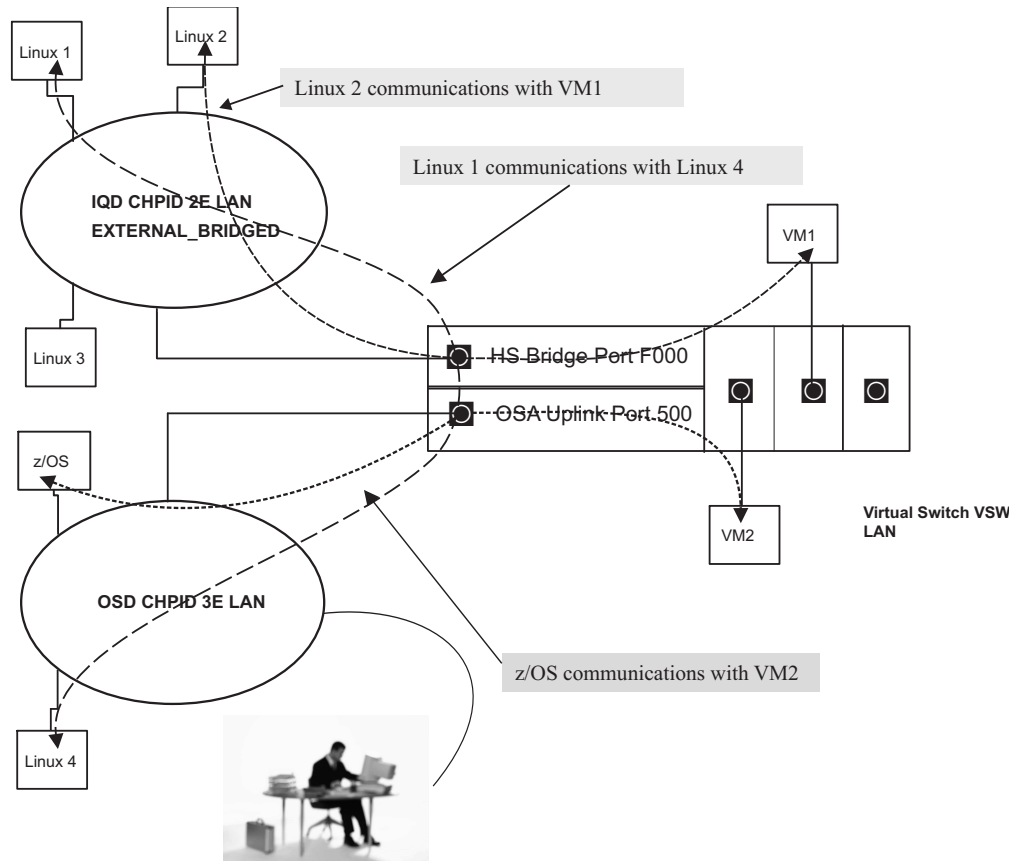 Linux 1
Linux 2
Linux 2 communications with VM1
Linux 1 communications with Linux 4
IQD CHPID 2E LAN
EXTERNAL_BRIDGED
VM1
Linux 3
HS Bridge Port F000
OSA Uplink Port 500
z/OS
VM2
Virtual Switch VSW
LAN
OSD CHPID 3E LAN
z/OS communications with VM2
Linux 4